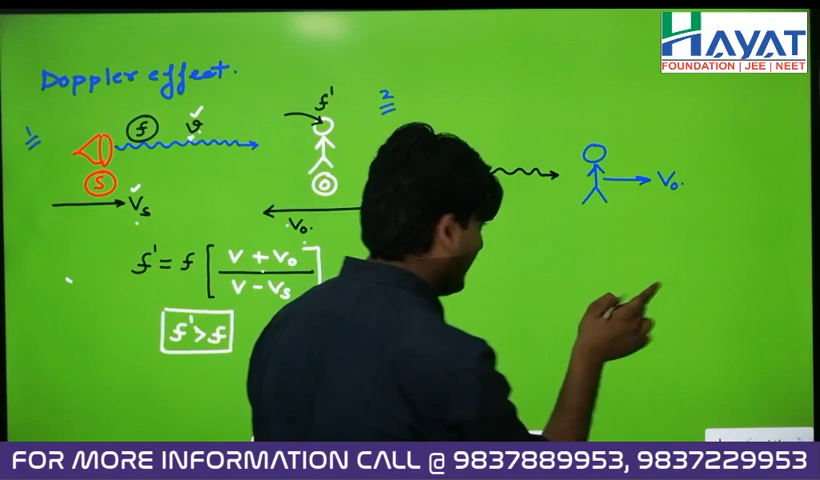 HAYAT
FOUNDATION | JEE | NEET
Doppler effect.
1
f
v
f'
2
S
O
Vs
Vo.
Vo.
f' = f [ V + Vo / V - Vs ]
f' > f
FOR MORE INFORMATION CALL @ 9837889953, 9837229953